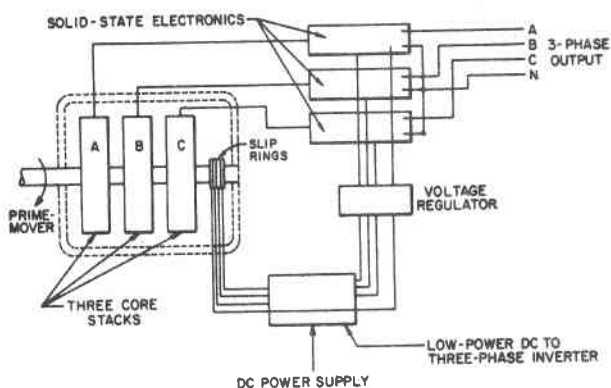 SOLID-STATE ELECTRONICS
A
B 3-PHASE
C OUTPUT
N
A
B
C
SLIP
RINGS
PRIME-
MOVER
VOLTAGE
REGULATOR
THREE CORE
STACKS
LOW-POWER DC TO
THREE-PHASE INVERTER
DC POWER SUPPLY